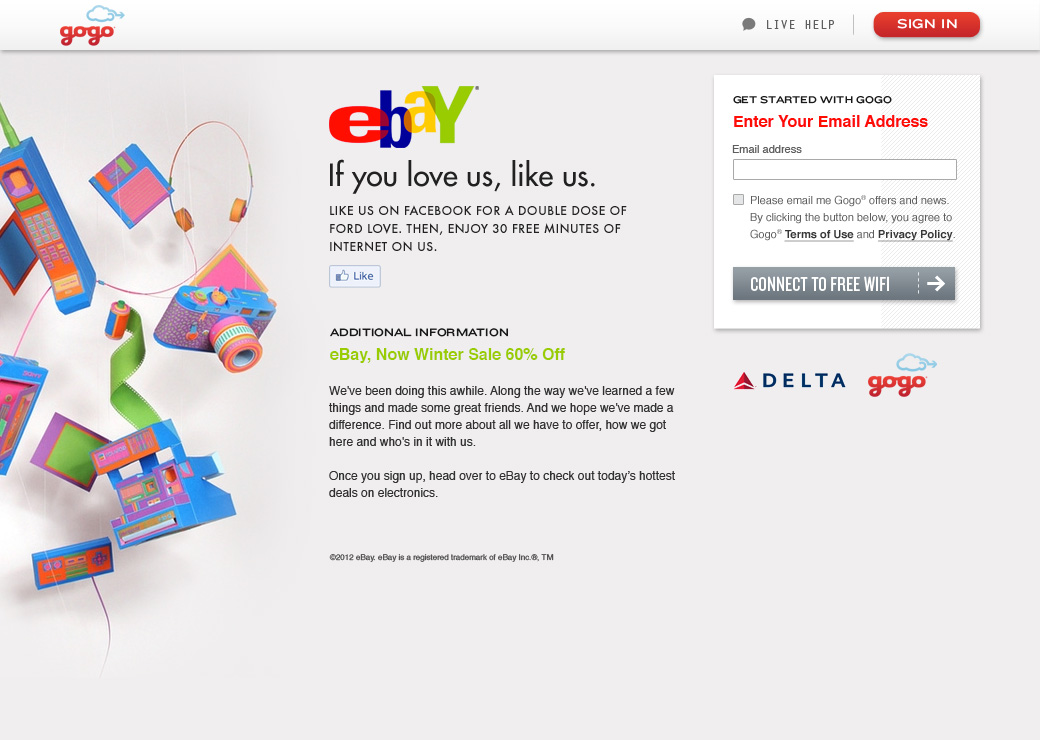 gogo
LIVE HELP
SIGN IN
ebaY®
If you love us, like us.
LIKE US ON FACEBOOK FOR A DOUBLE DOSE OF
FORD LOVE. THEN, ENJOY 30 FREE MINUTES OF
INTERNET ON US.
Like
ADDITIONAL INFORMATION
eBay, Now Winter Sale 60% Off
We've been doing this awhile. Along the way we've learned a few
things and made some great friends. And we hope we've made a
difference. Find out more about all we have to offer, how we got
here and who's in it with us.
Once you sign up, head over to eBay to check out today's hottest
deals on electronics.
©2012 eBay. eBay is a registered trademark of eBay Inc.®, TM
GET STARTED WITH GOGO
Enter Your Email Address
Email address
Please email me Gogo® offers and news.
By clicking the button below, you agree to
Gogo® Terms of Use and Privacy Policy.
CONNECT TO FREE WIFI
DELTA
gogo